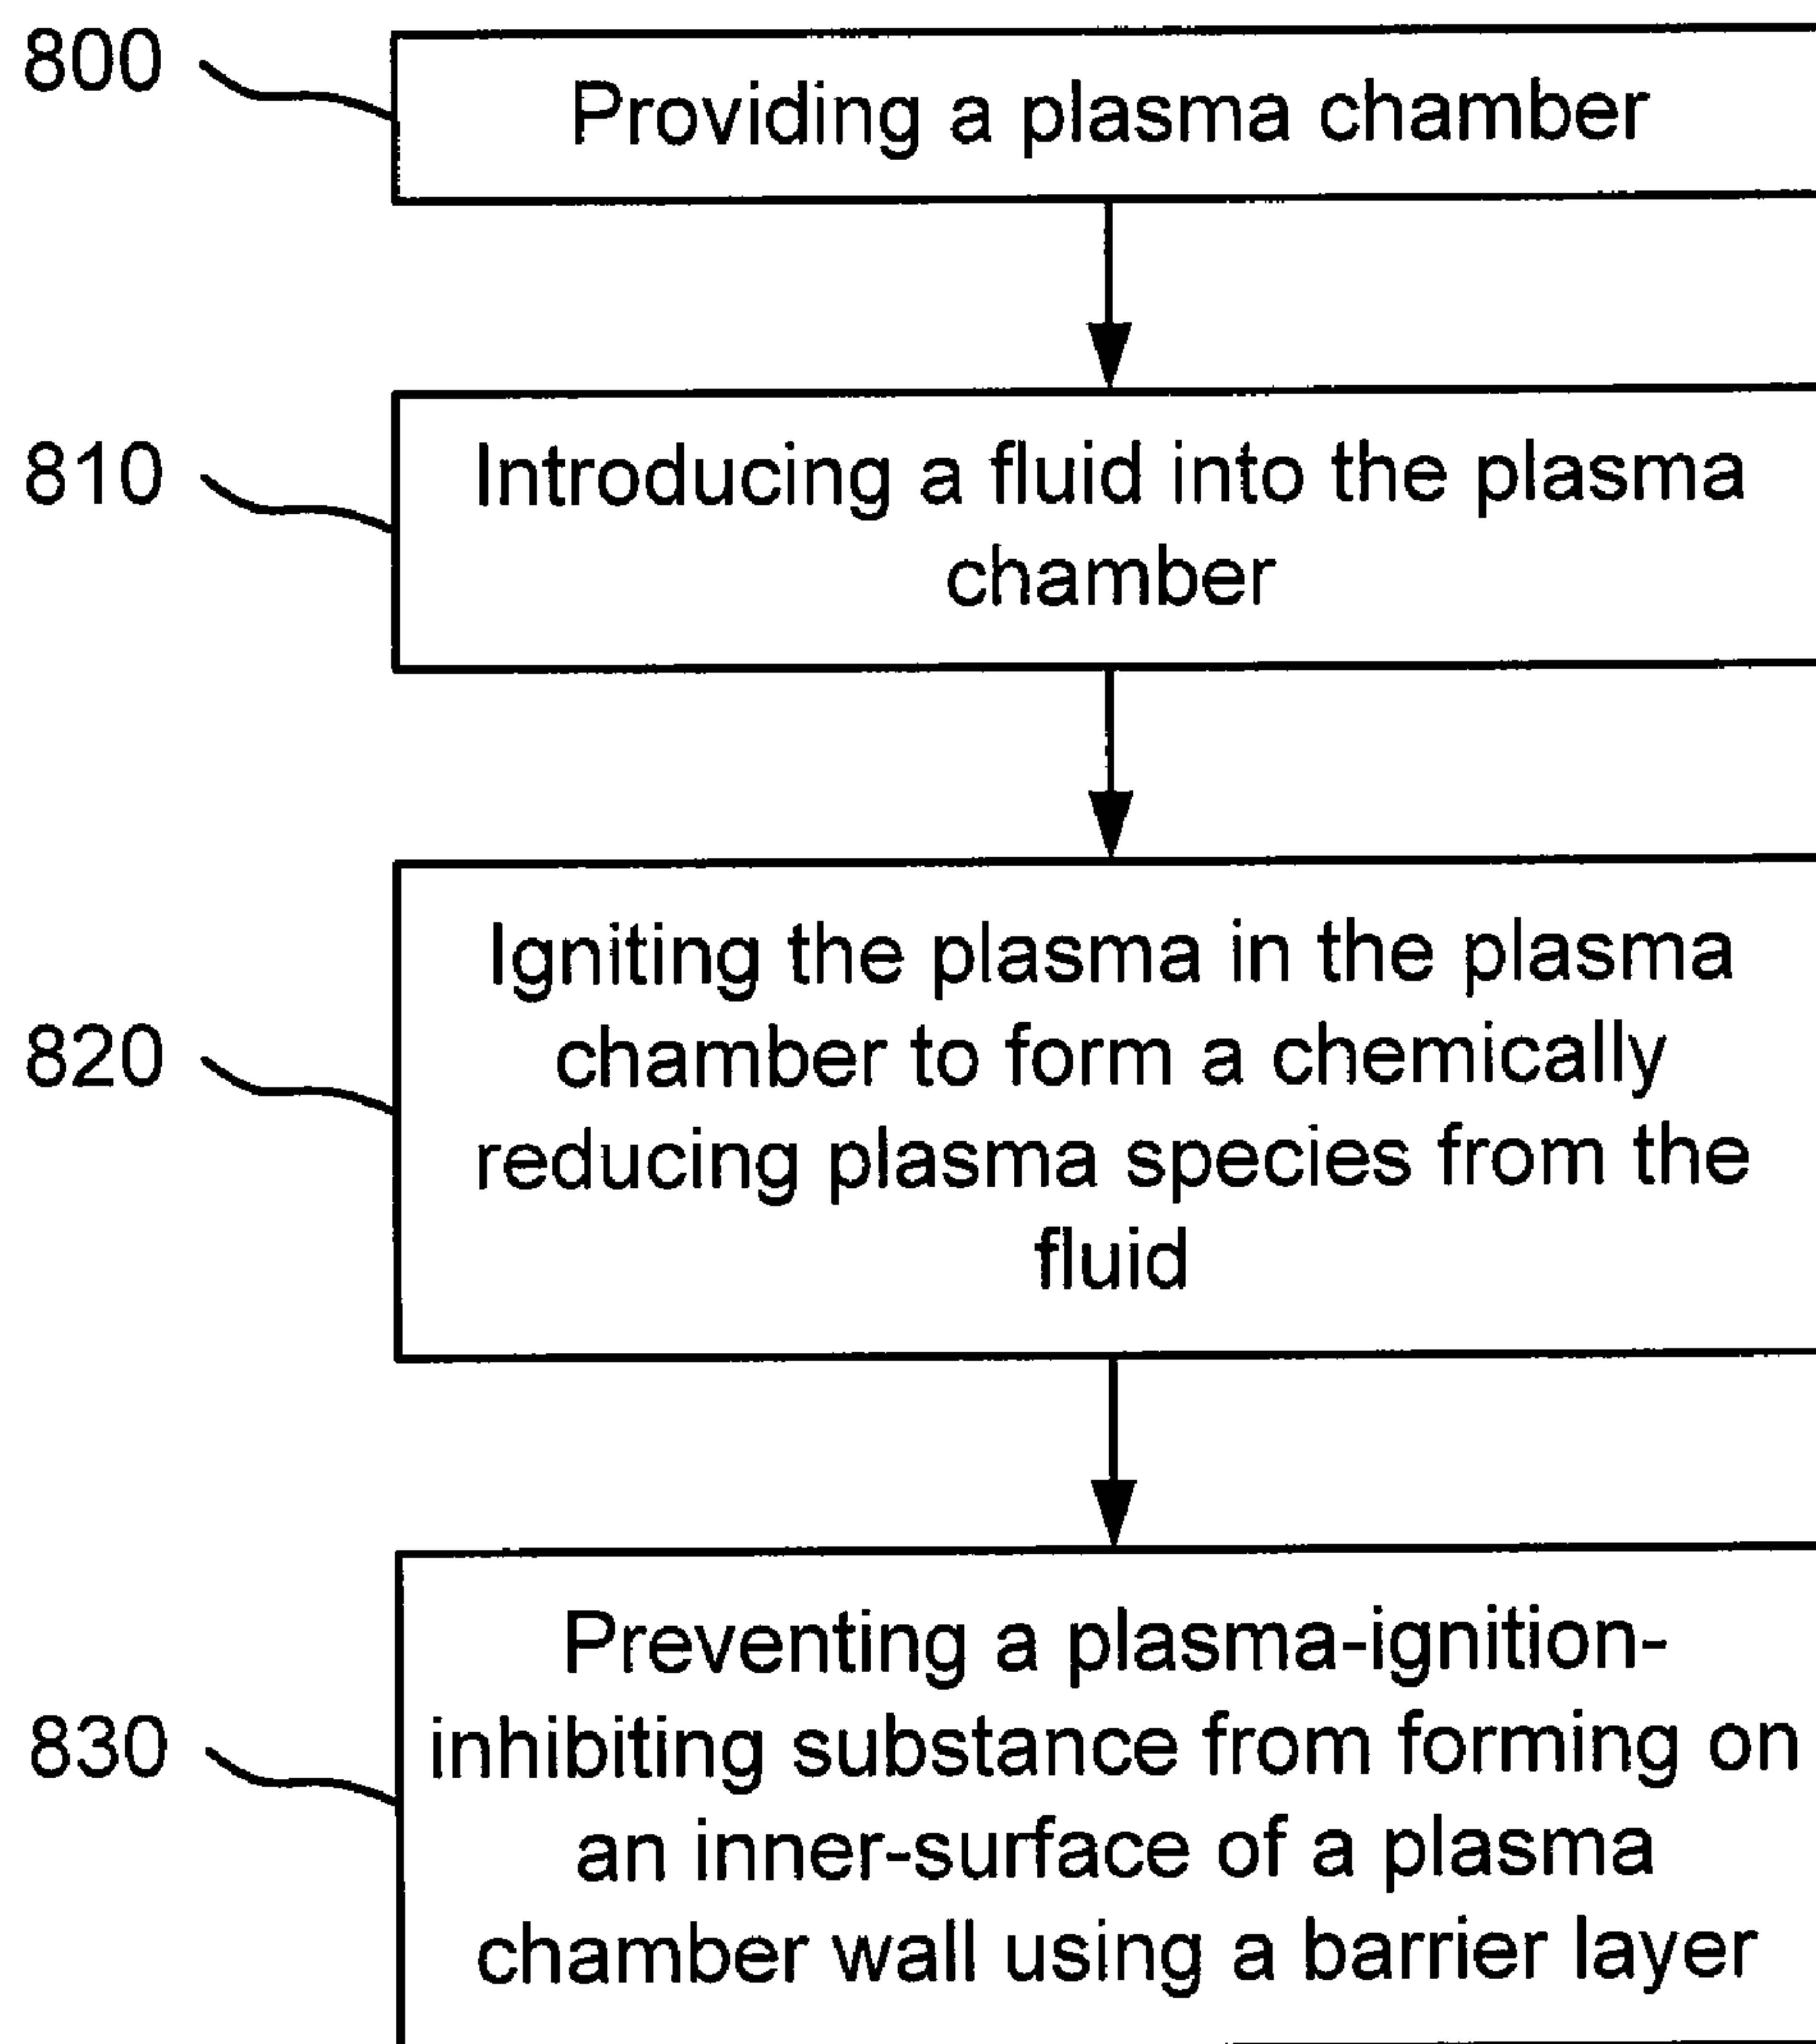 800
Providing a plasma chamber
810
Introducing a fluid into the plasma
chamber
820
Igniting the plasma in the plasma
chamber to form a chemically
reducing plasma species from the
fluid
830
Preventing a plasma-ignition-
inhibiting substance from forming on
an inner-surface of a plasma
chamber wall using a barrier layer